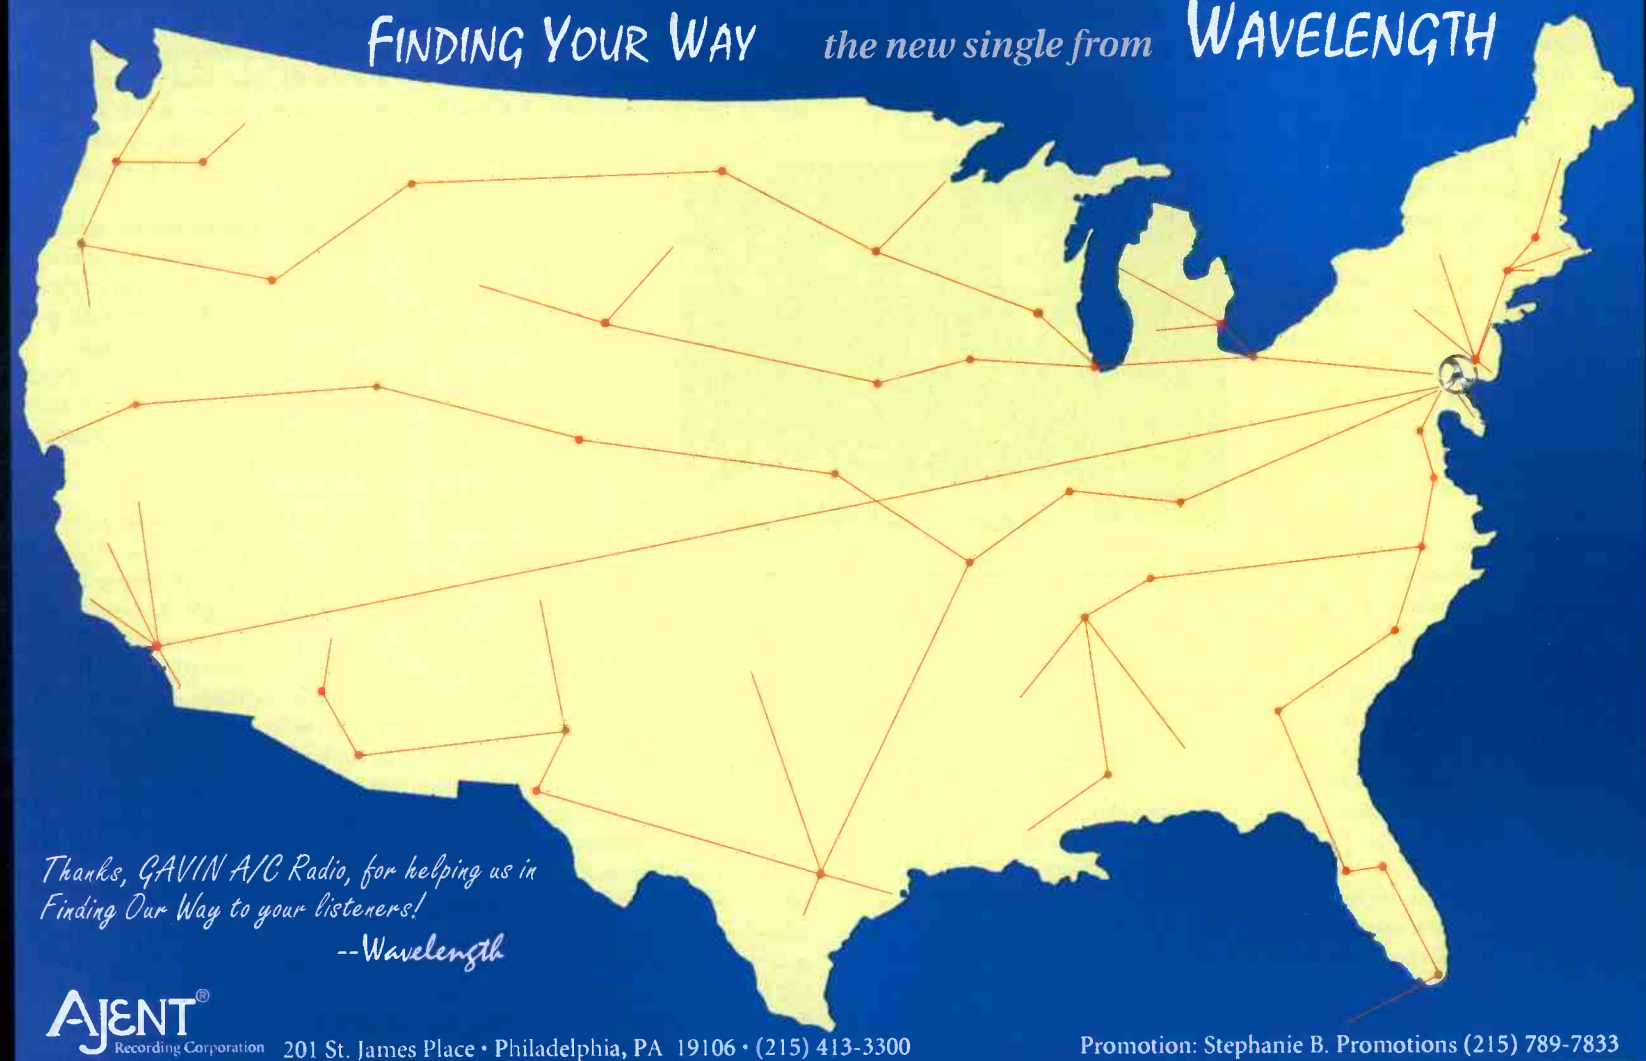 FINDING YOUR WAY the new single from WAVELENGTH
Thanks, GAVIN A/C Radio, for helping us in
Finding Our Way to your listeners!
--Wavelength
AJENT®
Recording Corporation 201 St. James Place • Philadelphia, PA 19106 • (215) 413-3300
Promotion: Stephanie B. Promotions (215) 789-7833